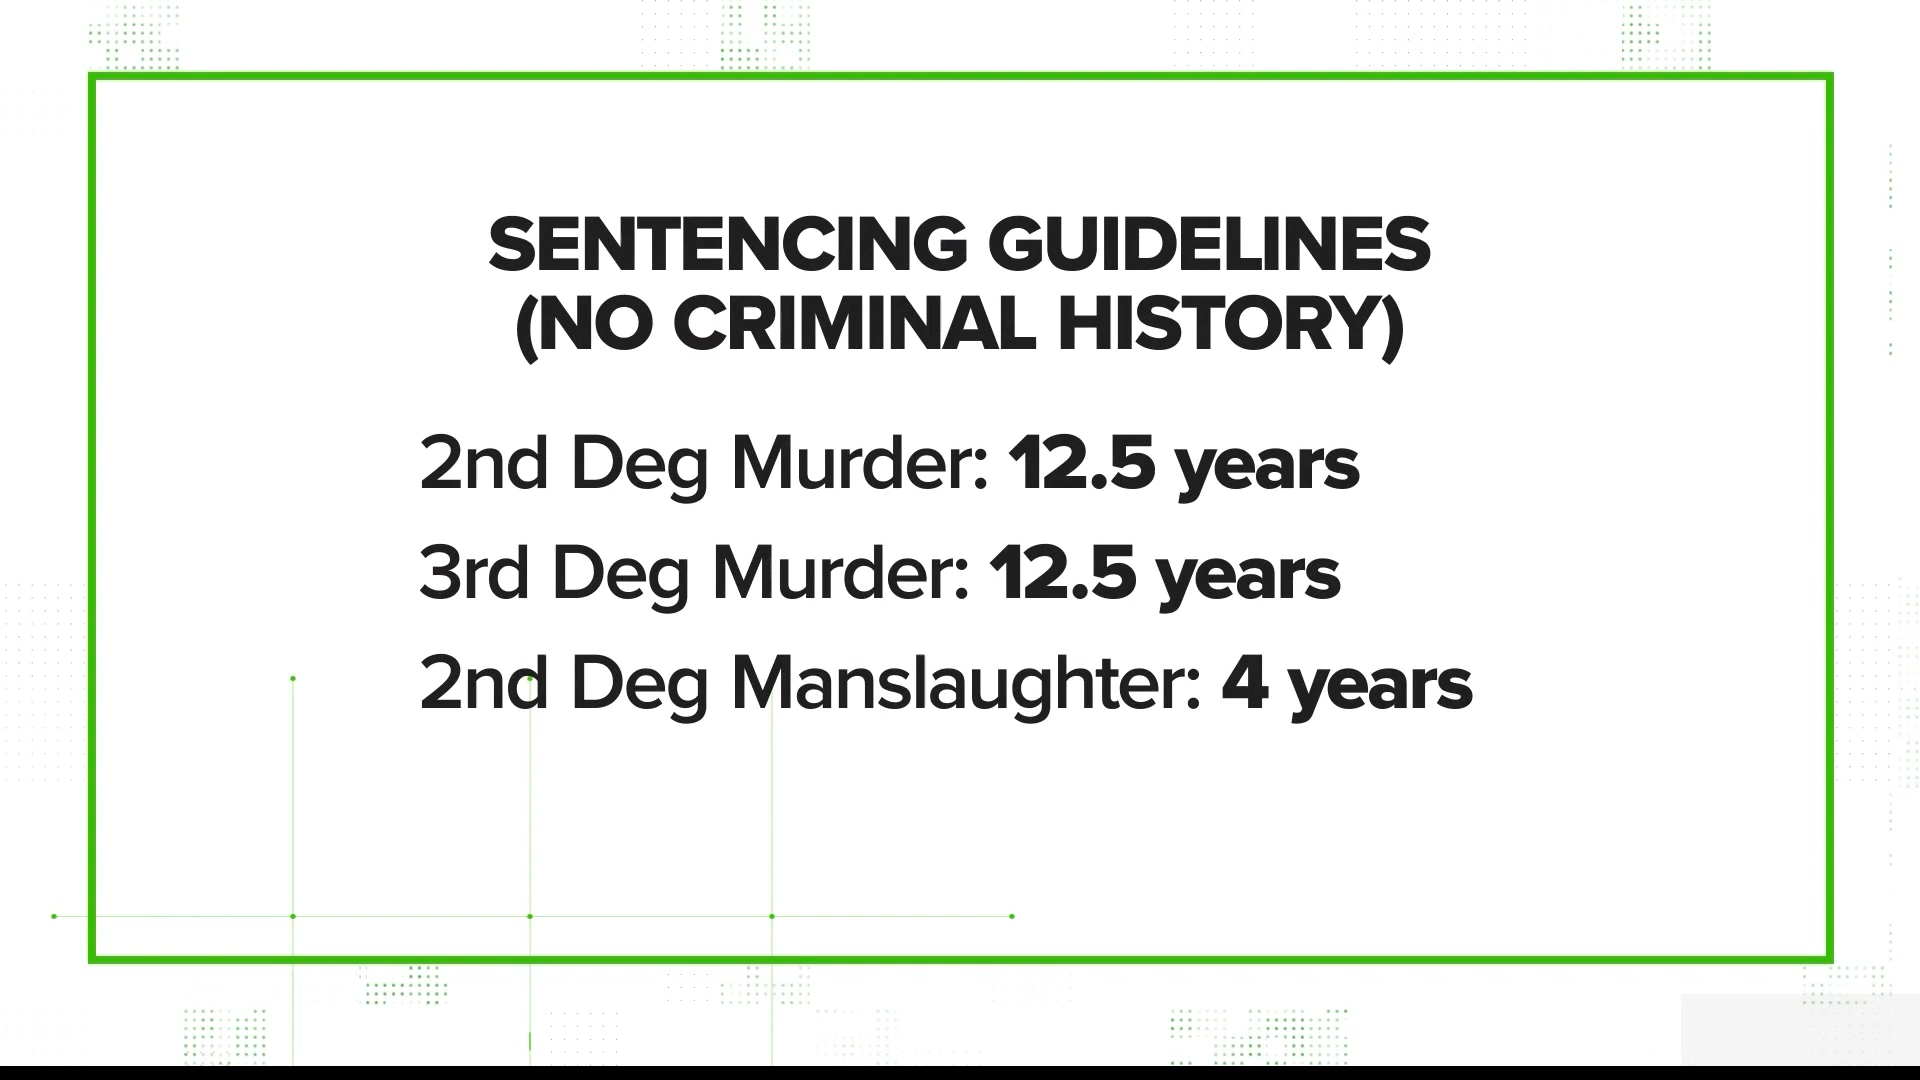 SENTENCING GUIDELINES
(NO CRIMINAL HISTORY)
2nd Deg Murder: 12.5 years
3rd Deg Murder: 12.5 years
2nd Deg Manslaughter: 4 years